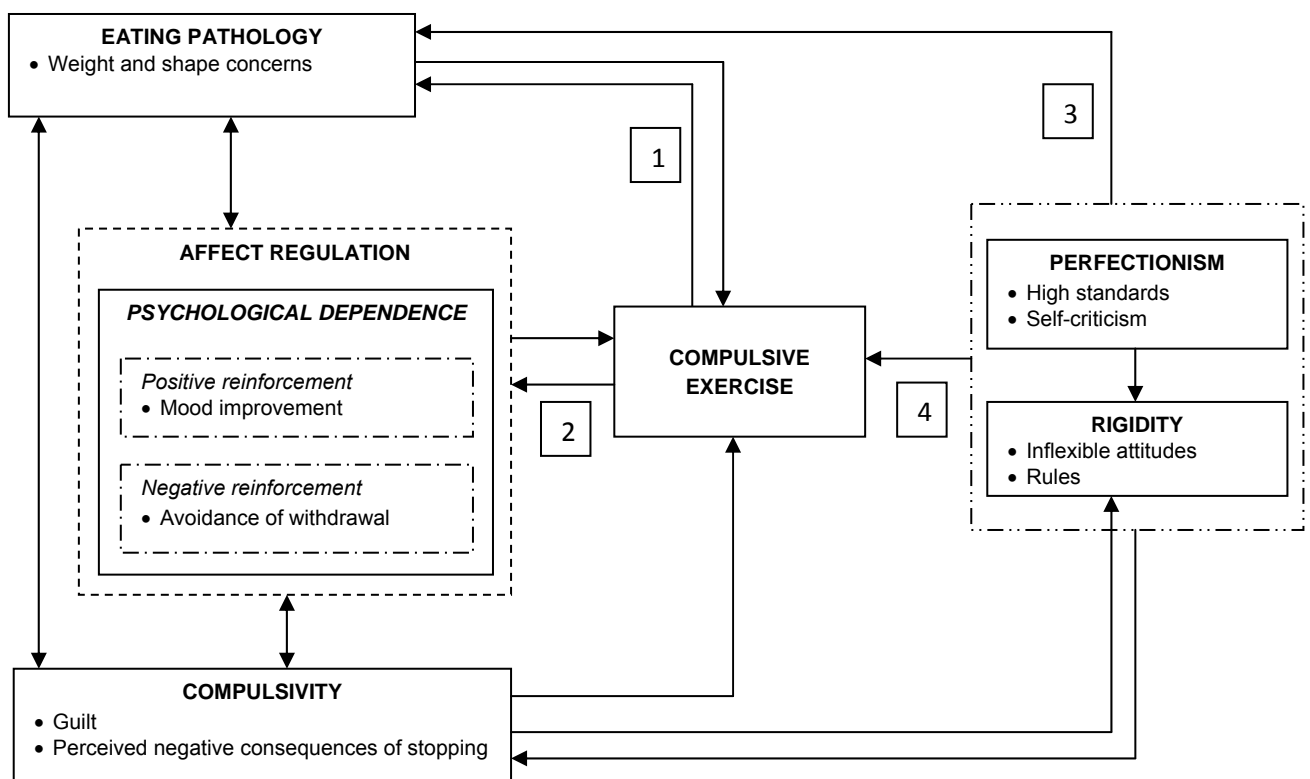 EATING PATHOLOGY
• Weight and shape concerns
3
1
AFFECT REGULATION
PSYCHOLOGICAL DEPENDENCE
Positive reinforcement
• Mood improvement
Negative reinforcement
• Avoidance of withdrawal
2
COMPULSIVE
EXERCISE
4
PERFECTIONISM
• High standards
• Self-criticism
RIGIDITY
• Inflexible attitudes
• Rules
COMPULSIVITY
• Guilt
• Perceived negative consequences of stopping